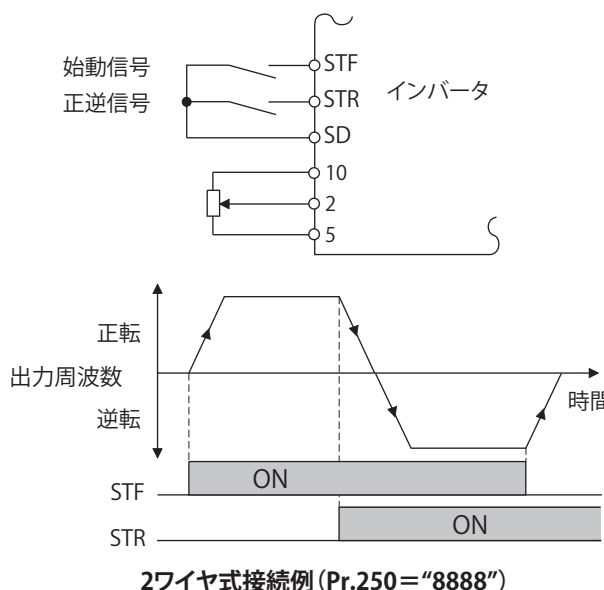 始動信号
正逆信号
STF
STR
SD
インバータ
10
2
5
正転
出力周波数
逆転
時間
STF
ON
STR
ON
2ワイヤ式接続例(Pr.250=“8888”)